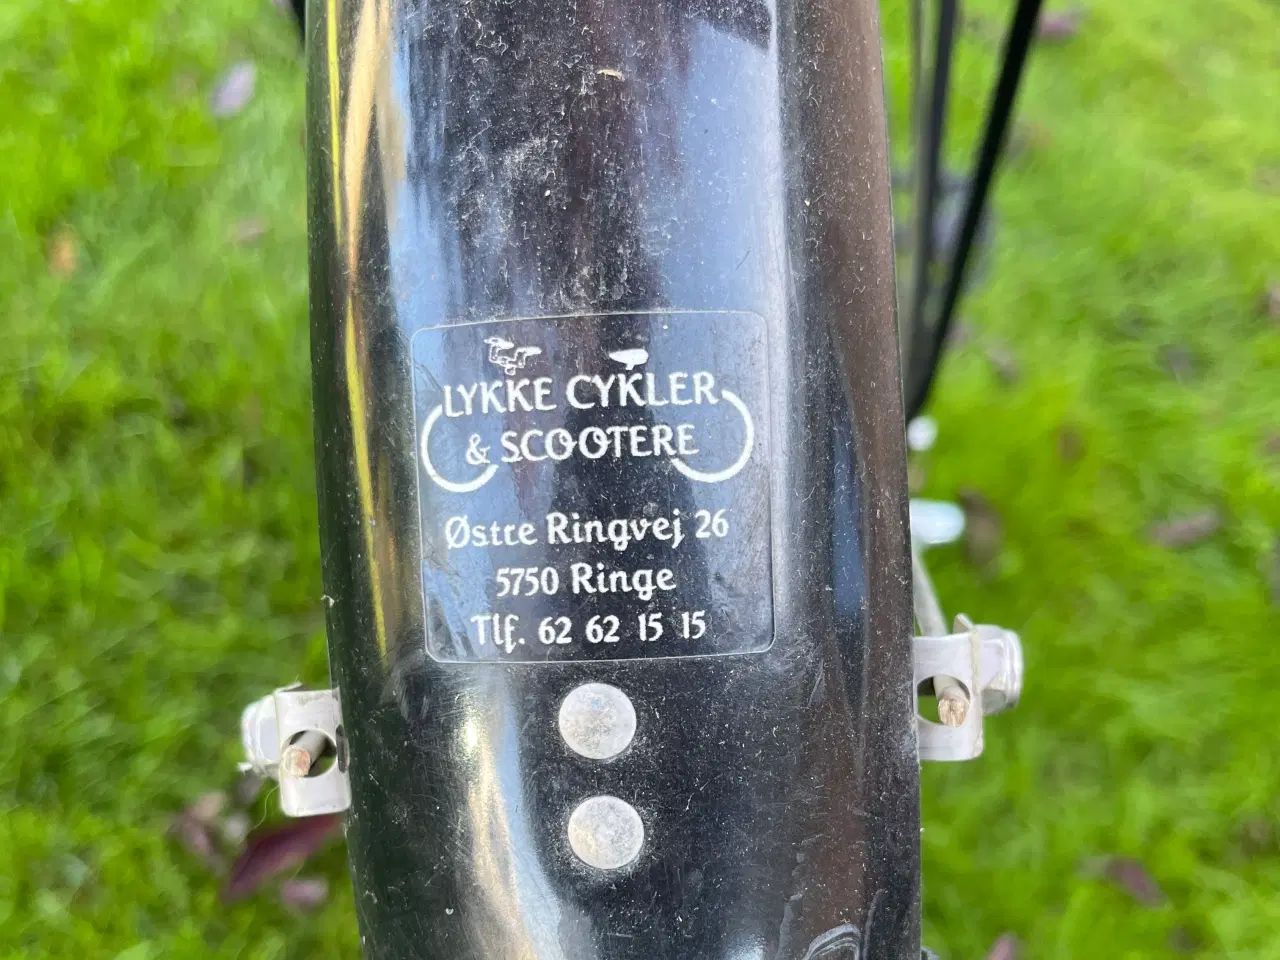 LYKKE CYKLER
& SCOOTERE
Østre Ringvej 26
5750 Ringe
Tlf. 62 62 15 15